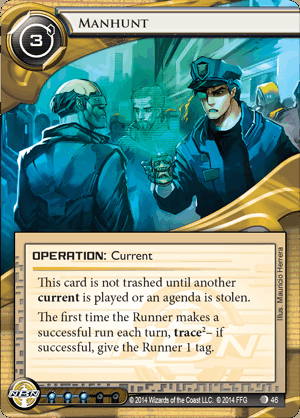 MANHUNT
3
OPERATION: Current
This card is not trashed until another
current is played or an agenda is stolen.
The first time the Runner makes a
successful run each turn, trace²– if
successful, give the Runner 1 tag.
Illus. Mauricio Herrera
NBN
© 2014 Wizards of the Coast LLC. © 2014 FFG
46